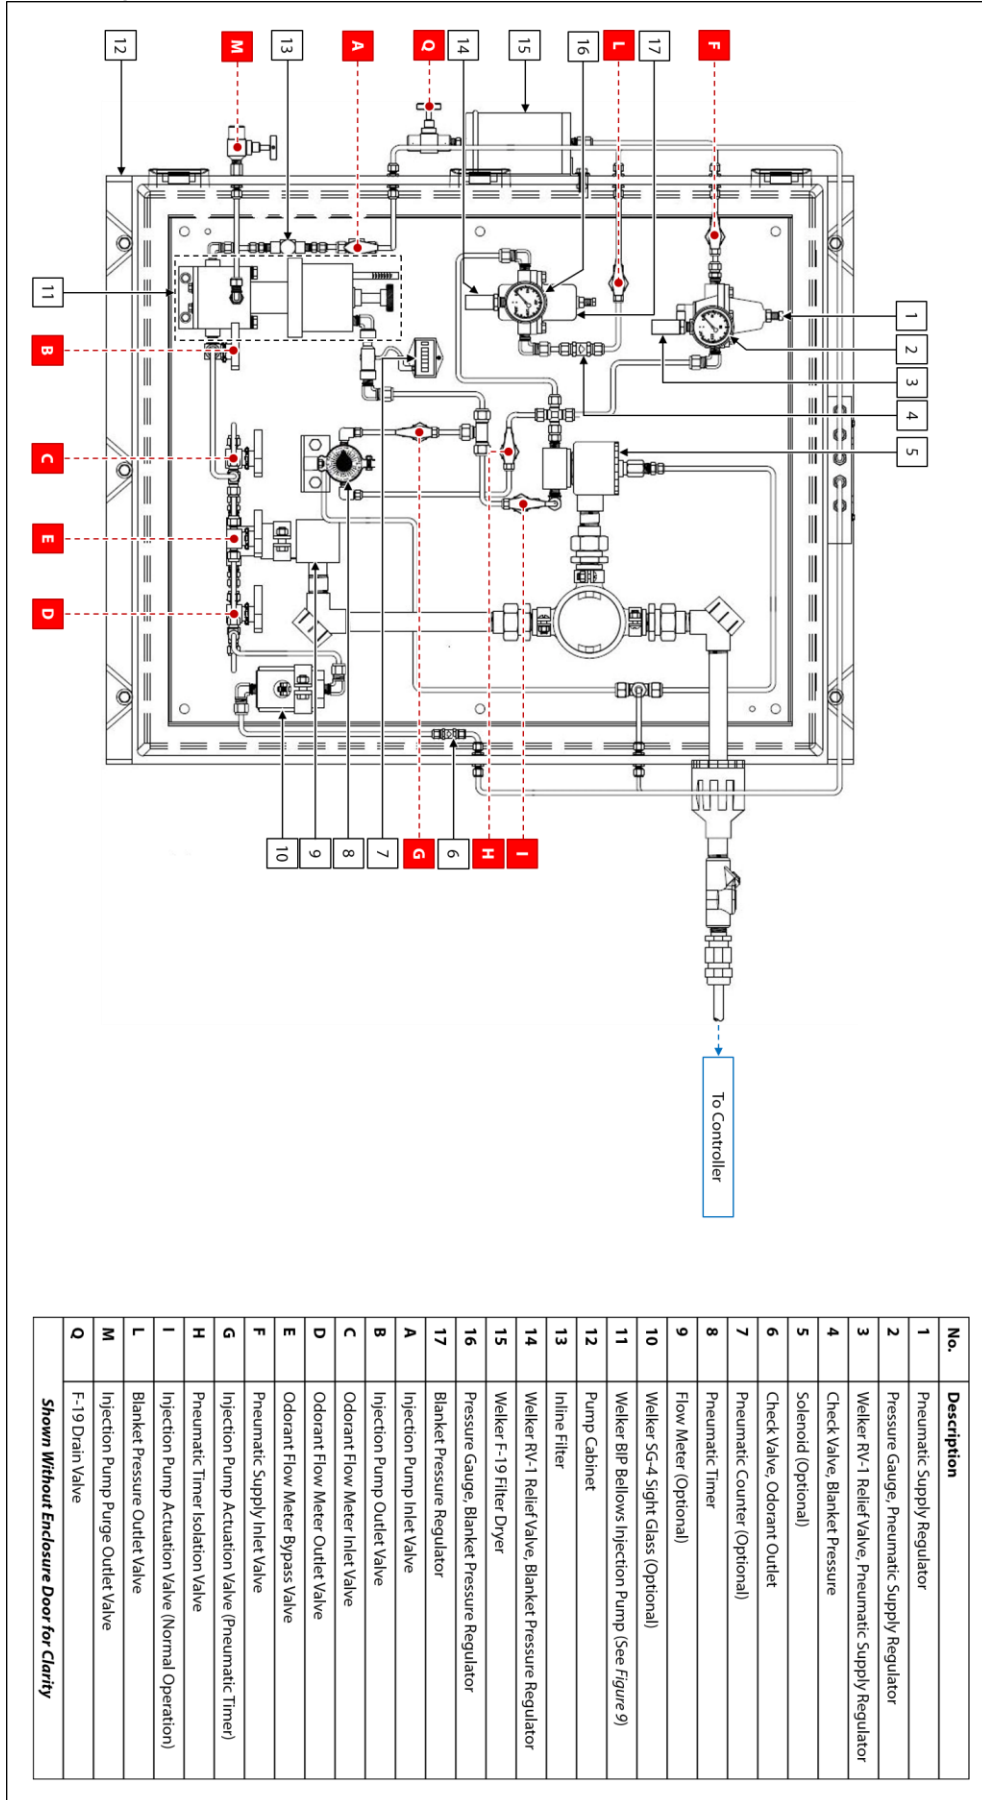 F
17
L
16
15
14
Q
A
13
M
12
1
2
3
4
5
11
B
C
E
D
10
9
8
7
G
6
H
I
To Controller
No. Description
1 Pneumatic Supply Regulator
2 Pressure Gauge, Pneumatic Supply Regulator
3 Welker RV-1 Relief Valve, Pneumatic Supply Regulator
4 Check Valve, Blanket Pressure
5 Solenoid (Optional)
6 Check Valve, Odorant Outlet
7 Pneumatic Counter (Optional)
8 Pneumatic Timer
9 Flow Meter (Optional)
10 Welker SG-4 Sight Glass (Optional)
11 Welker BIP Bellows Injection Pump (See Figure 9)
12 Pump Cabinet
13 Inline Filter
14 Welker RV-1 Relief Valve, Blanket Pressure Regulator
15 Welker F-19 Filter Dryer
16 Pressure Gauge, Blanket Pressure Regulator
17 Blanket Pressure Regulator
A Injection Pump Inlet Valve
B Injection Pump Outlet Valve
C Odorant Flow Meter Inlet Valve
D Odorant Flow Meter Outlet Valve
E Odorant Flow Meter Bypass Valve
F Pneumatic Supply Inlet Valve
G Injection Pump Actuation Valve (Pneumatic Timer)
H Pneumatic Timer Isolation Valve
I Injection Pump Actuation Valve (Normal Operation)
L Blanket Pressure Outlet Valve
M Injection Pump Purge Outlet Valve
Q F-19 Drain Valve
Shown Without Enclosure Door for Clarity